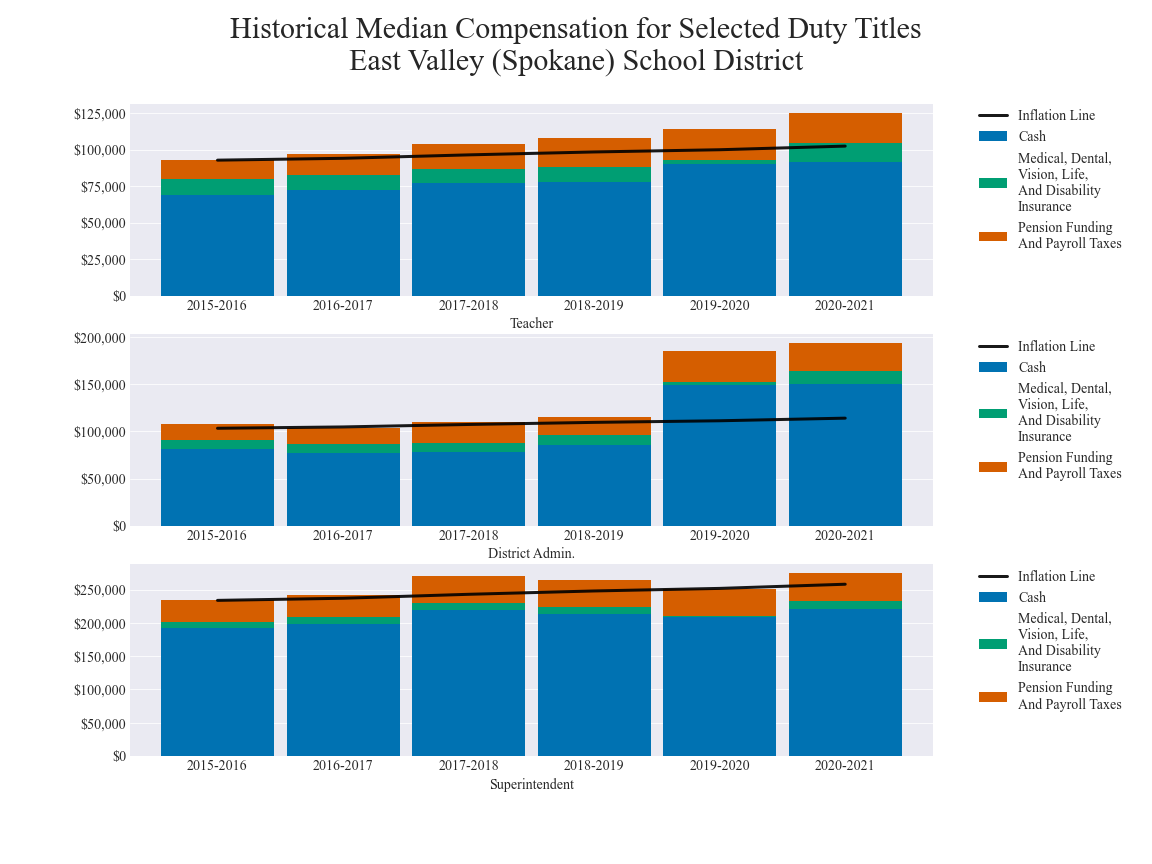 Historical Median Compensation for Selected Duty Titles
East Valley (Spokane) School District
$125,000
$100,000
$75,000
$50,000
$25,000
$0
2015-2016
2016-2017
2017-2018
2018-2019
2019-2020
2020-2021
Teacher
Inflation Line
Cash
Medical, Dental,
Vision, Life,
And Disability
Insurance
Pension Funding
And Payroll Taxes
$200,000
$150,000
$100,000
$50,000
$0
2015-2016
2016-2017
2017-2018
2018-2019
2019-2020
2020-2021
District Admin.
Inflation Line
Cash
Medical, Dental,
Vision, Life,
And Disability
Insurance
Pension Funding
And Payroll Taxes
$250,000
$200,000
$150,000
$100,000
$50,000
$0
2015-2016
2016-2017
2017-2018
2018-2019
2019-2020
2020-2021
Superintendent
Inflation Line
Cash
Medical, Dental,
Vision, Life,
And Disability
Insurance
Pension Funding
And Payroll Taxes